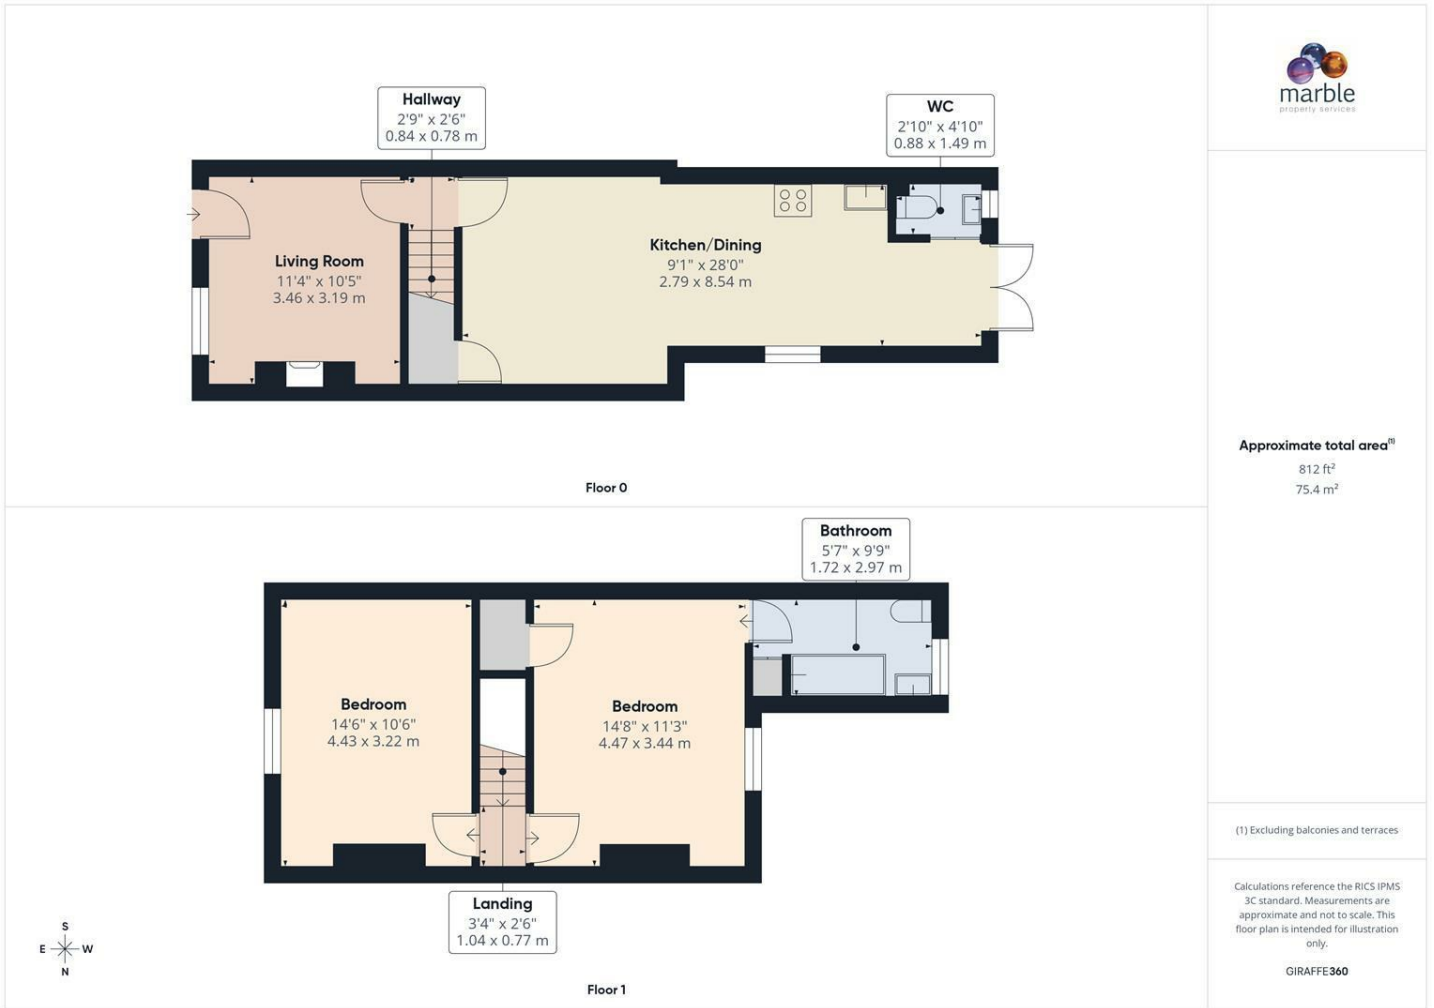 Hallway
2'9" x 2'6"
0.84 x 0.78 m
WC
2'10" x 4'10"
0.88 x 1.49 m
Living Room
11'4" x 10'5"
3.46 x 3.19 m
Kitchen/Dining
9'1" x 28'0"
2.79 x 8.54 m
Floor 0
Bathroom
5'7" x 9'9"
1.72 x 2.97 m
Bedroom
14'6" x 10'6"
4.43 x 3.22 m
Bedroom
14'8" x 11'3"
4.47 x 3.44 m
Landing
3'4" x 2'6"
1.04 x 0.77 m
S
E W
N
Floor 1
marble
property services
Approximate total area(1)
812 ft²
75.4 m²
(1) Excluding balconies and terraces
Calculations reference the RICS IPMS
3C standard. Measurements are
approximate and not to scale. This
floor plan is intended for illustration
only.
GIRAFFE360